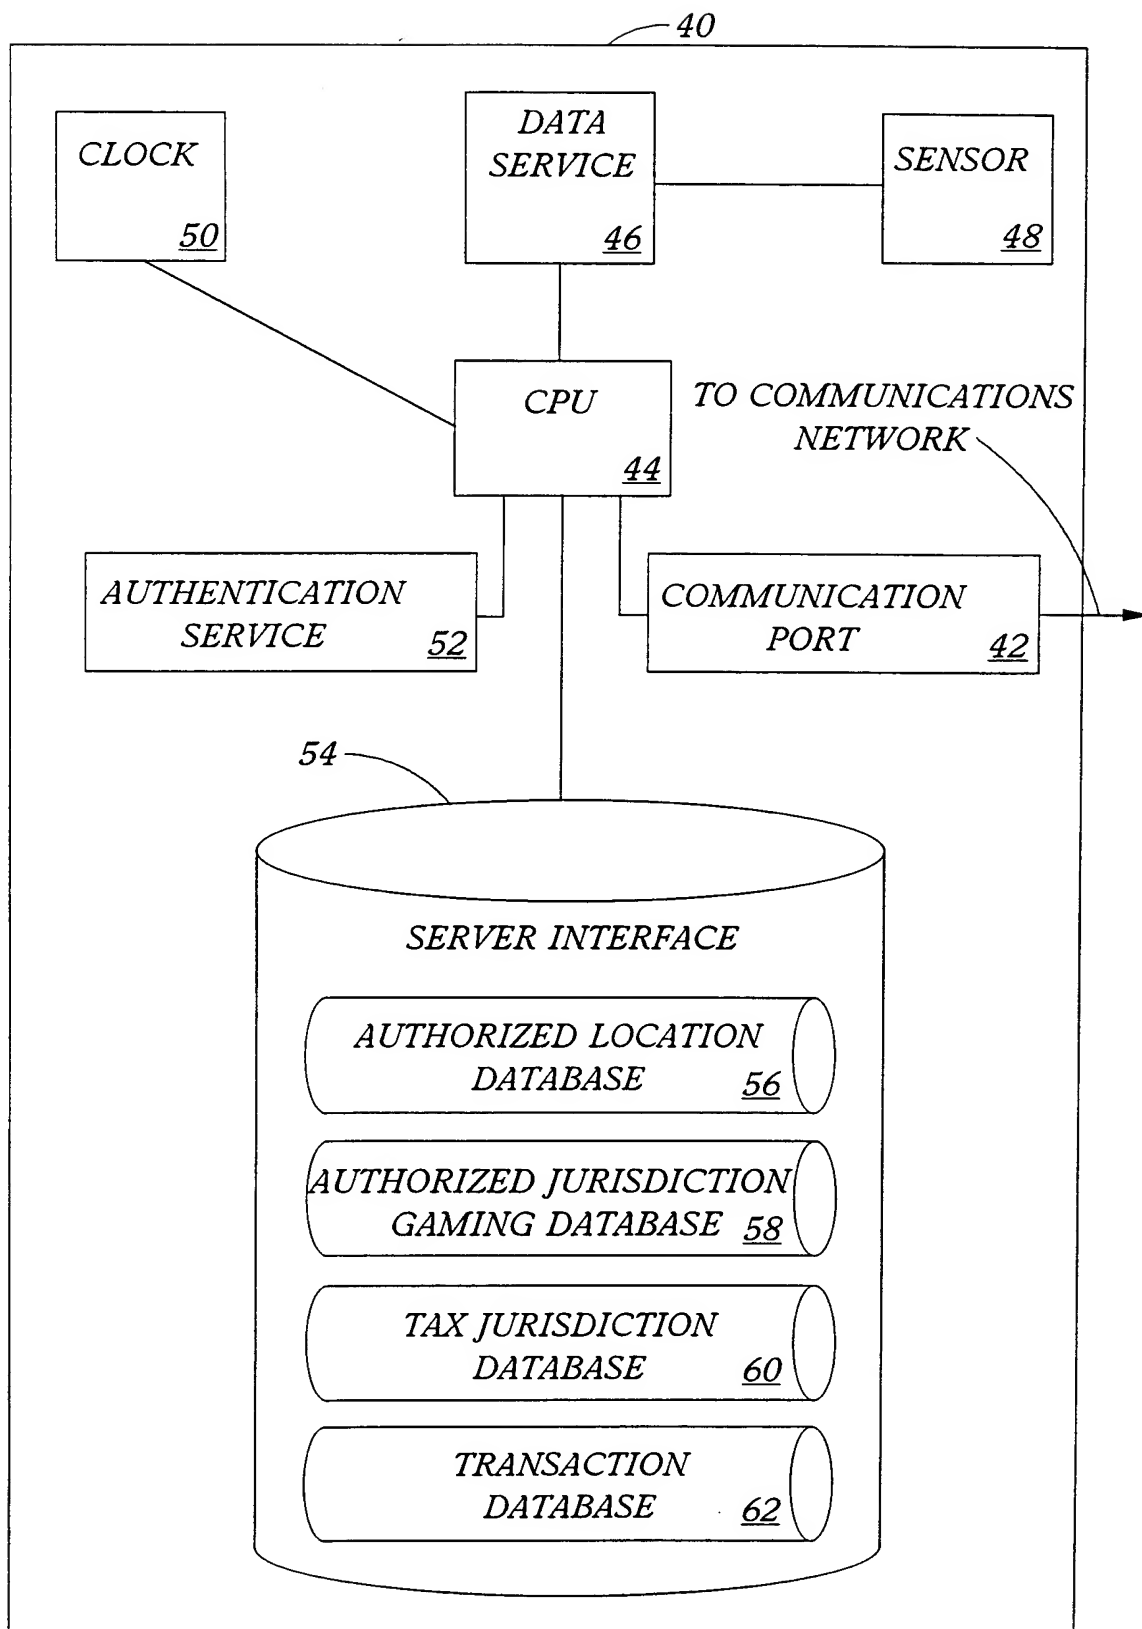 40
CLOCK
50
DATA
SERVICE
46
SENSOR
48
CPU
44
TO COMMUNICATIONS
NETWORK
AUTHENTICATION
SERVICE 52
COMMUNICATION
PORT 42
54
SERVER INTERFACE
AUTHORIZED LOCATION
DATABASE 56
AUTHORIZED JURISDICTION
GAMING DATABASE 58
TAX JURISDICTION
DATABASE 60
TRANSACTION
DATABASE 62